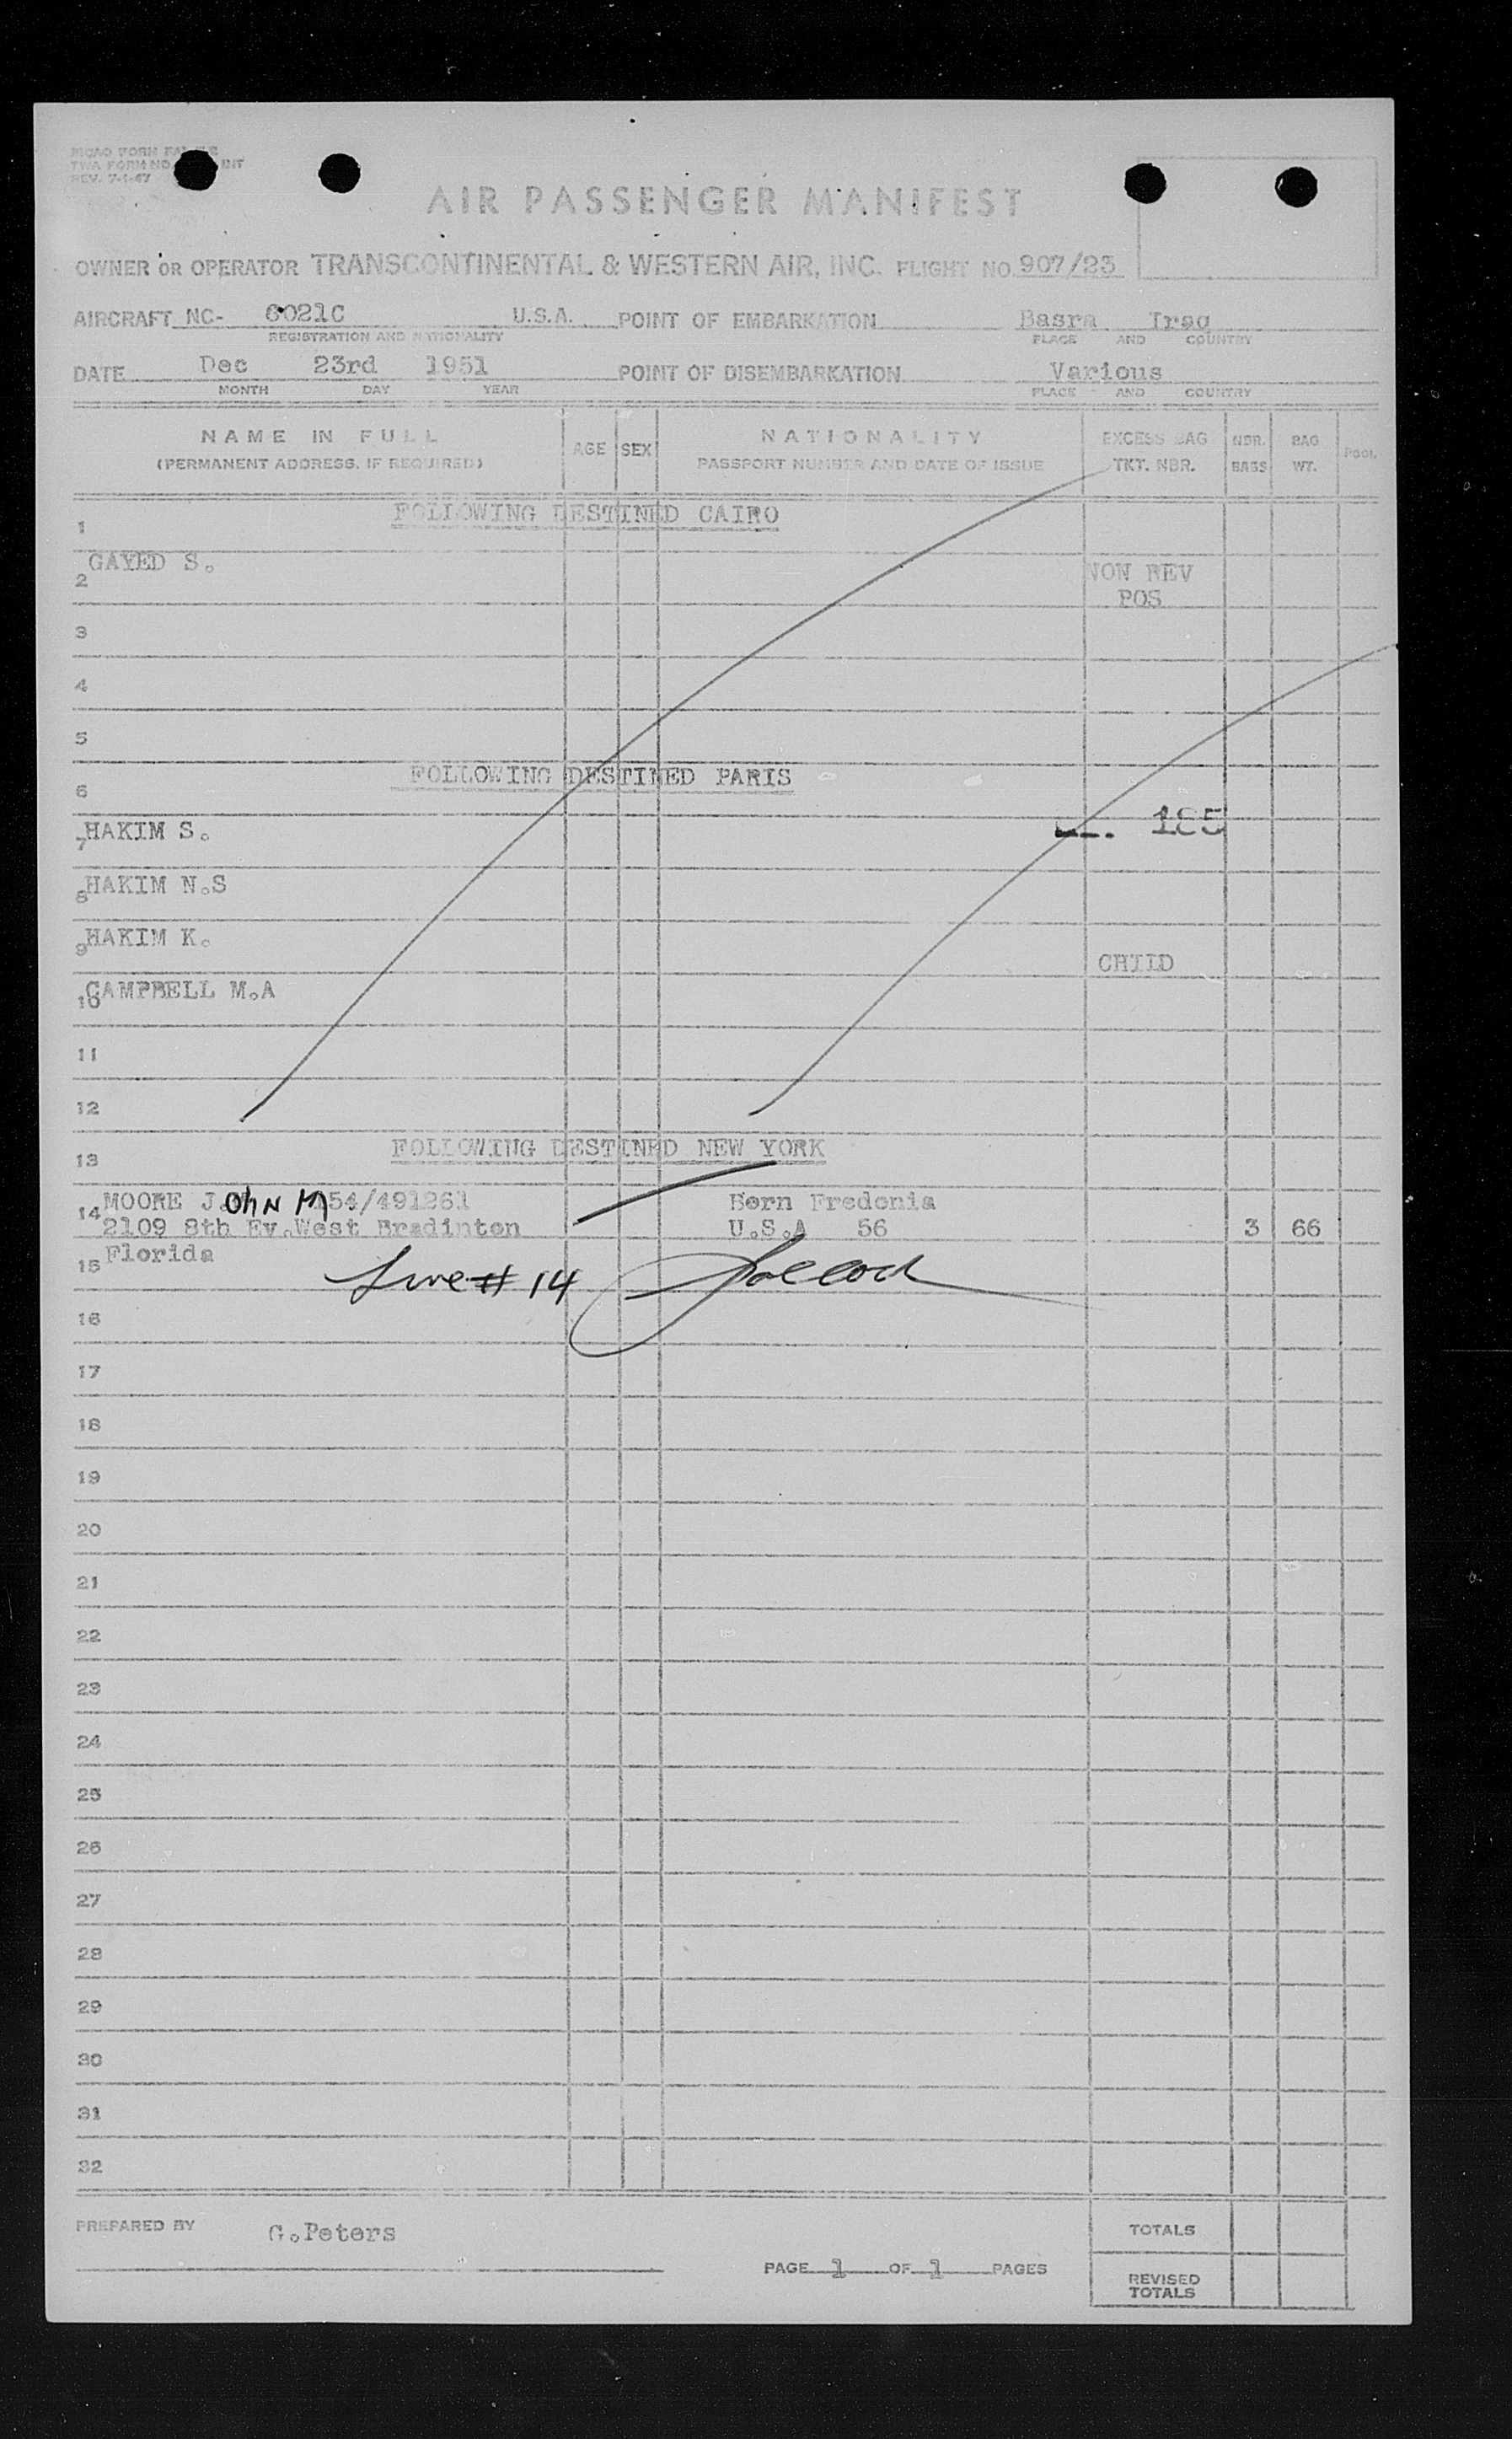 REV. 7-1-47
AIR PASSENGER MANIFEST
OWNER OR OPERATOR TRANSCONTINENTAL & WESTERN AIR, INC. FLIGHT NO. 907/23
AIRCRAFT NC- 6021C U.S.A. POINT OF EMBARKATION Basra Iraq
REGISTRATION AND NATIONALITY PLACE AND COUNTRY
DATE Dec 23rd 1951 POINT OF DISEMBARKATION Various
MONTH DAY YEAR PLACE AND COUNTRY
NAME IN FULL AGE SEX NATIONALITY EXCESS BAG NBR. BAG POOL
(PERMANENT ADDRESS, IF REQUIRED) PASSPORT NUMBER AND DATE OF ISSUE TKT. NBR. BAGS WT.
1 FOLLOWING DESTINED CAIRO
2 GAYED S. NON REV
POS
3
4
5
6 FOLLOWING DESTINED PARIS
7 HAKIM S. 185
8 HAKIM N.S
9 HAKIM K. CHILD
10 CAMPBELL M.A
11
12
13 FOLLOWING DESTINED NEW YORK
14 MOORE John M 154/491261 Born Fredonia
2109 8th Ev.West Bradinton U.S.A 56 3 66
15 Florida
Line # 14
16
17
18
19
20
21
22
23
24
25
26
27
28
29
30
31
32
PREPARED BY G.Peters TOTALS
PAGE 1 OF 1 PAGES REVISED
TOTALS